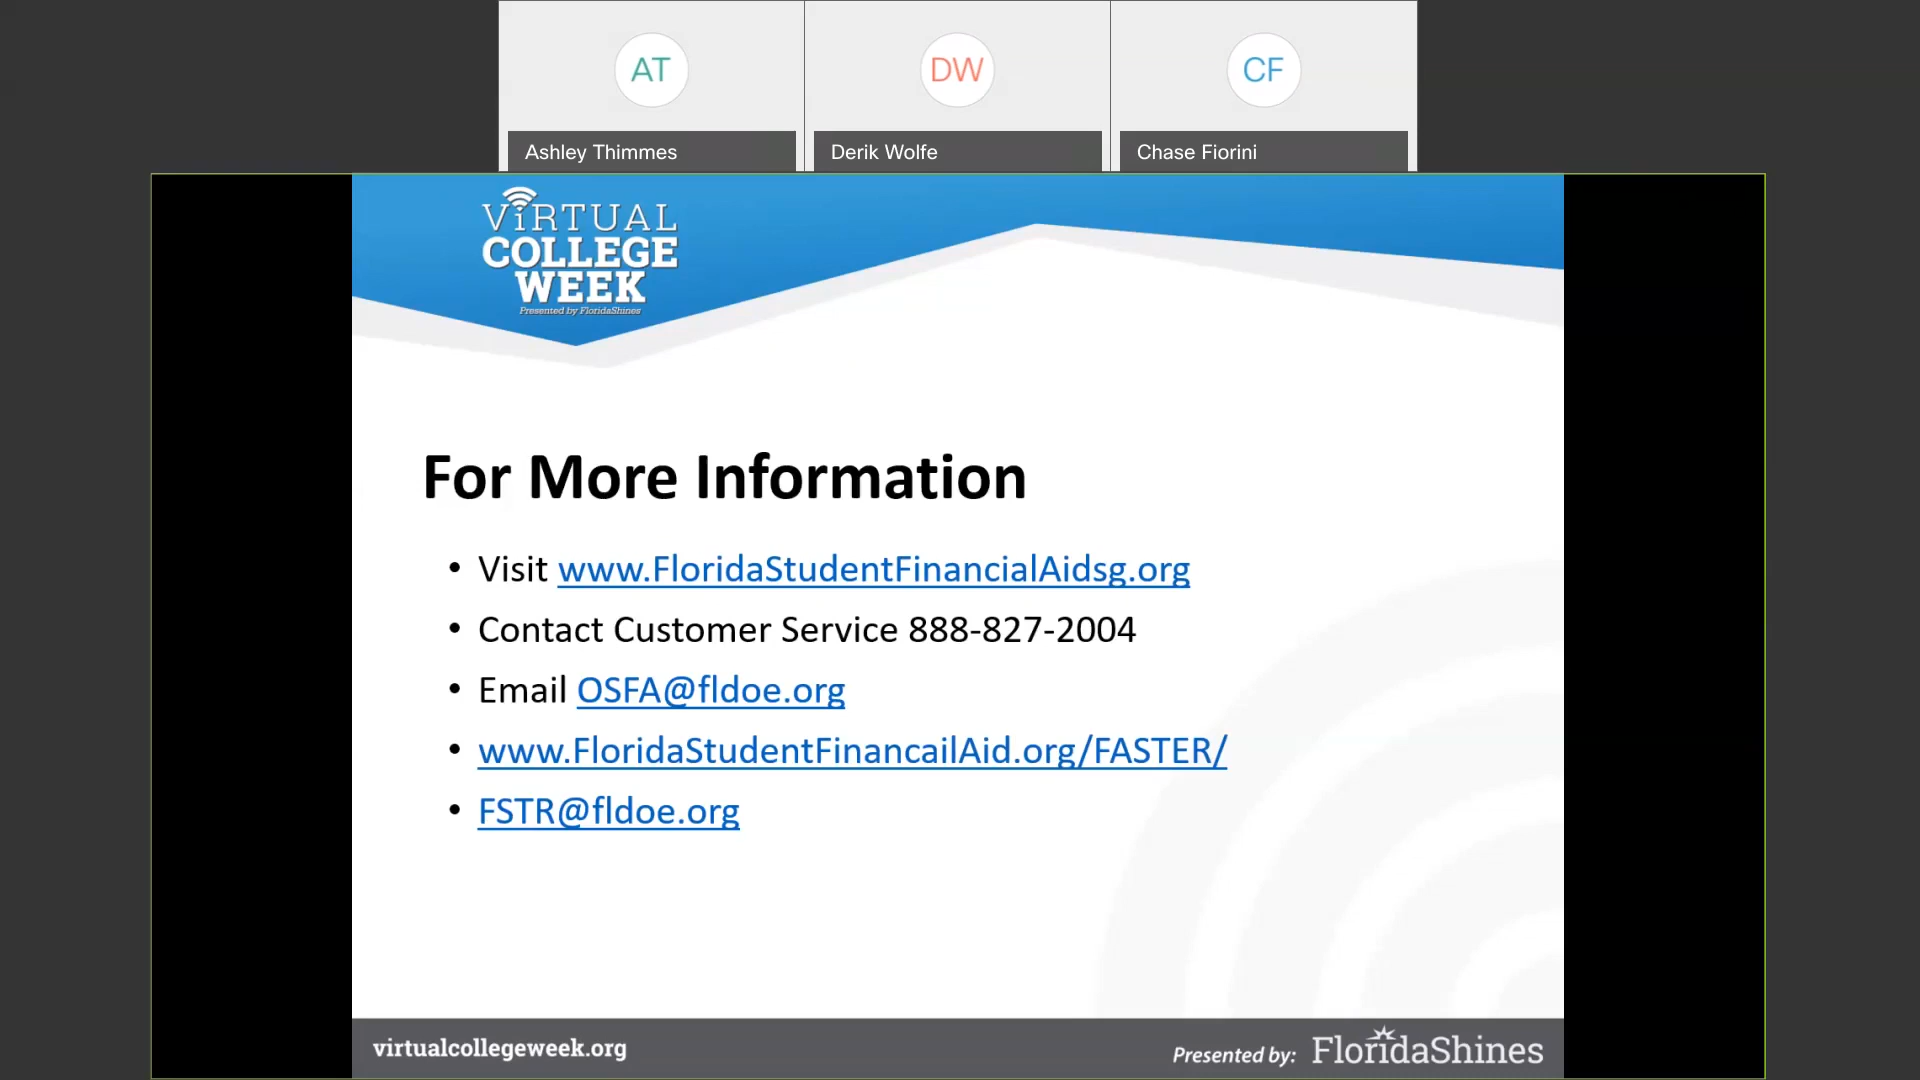 AT
DW
CF
Ashley Thimmes
Derik Wolfe
Chase Fiorini
ViRTUAL
COLLEGE
WEEK
Presented by FloridaShines
For More Information
• Visit www.FloridaStudentFinancialAidsg.org
• Contact Customer Service 888-827-2004
• Email OSFA@fldoe.org
• www.FloridaStudentFinancailAid.org/FASTER/
• FSTR@fldoe.org
virtualcollegeweek.org
Presented by: FloridaShines